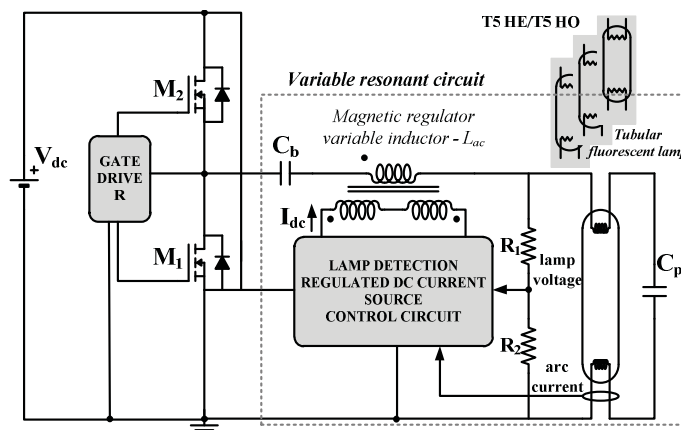 T5 HE/T5 HO
Variable resonant circuit
Magnetic regulator
variable inductor - Lac
Tubular
fluorescent lamp
M2
Cb
Vdc
GATE
DRIVE
R
Idc
M1
LAMP DETECTION
REGULATED DC CURRENT
SOURCE
CONTROL CIRCUIT
R1
lamp
voltage
Cp
R2
arc
current